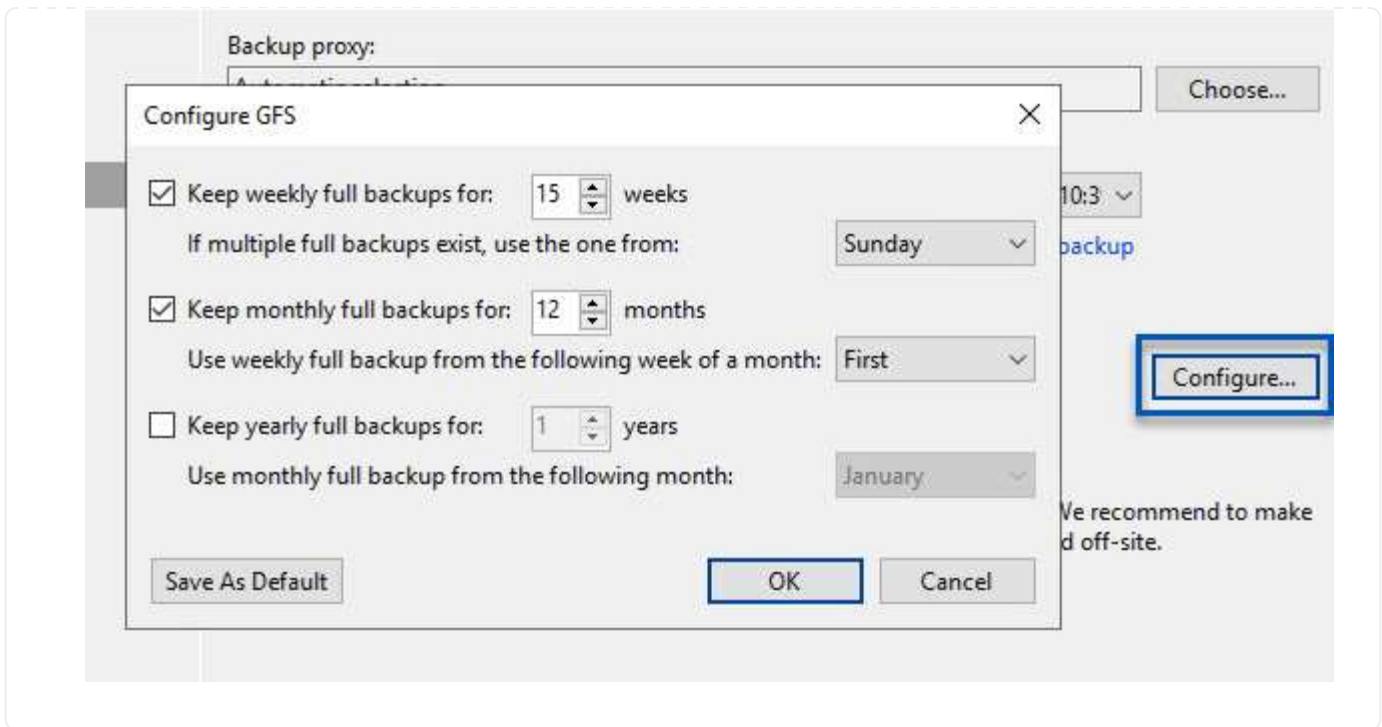 Backup proxy:
Choose...
Configure GFS
Keep weekly full backups for: 15 weeks
10:3
If multiple full backups exist, use the one from: Sunday
backup
Keep monthly full backups for: 12 months
Use weekly full backup from the following week of a month: First
Configure...
Keep yearly full backups for: 1 years
Use monthly full backup from the following month: January
We recommend to make
d off-site.
Save As Default OK Cancel